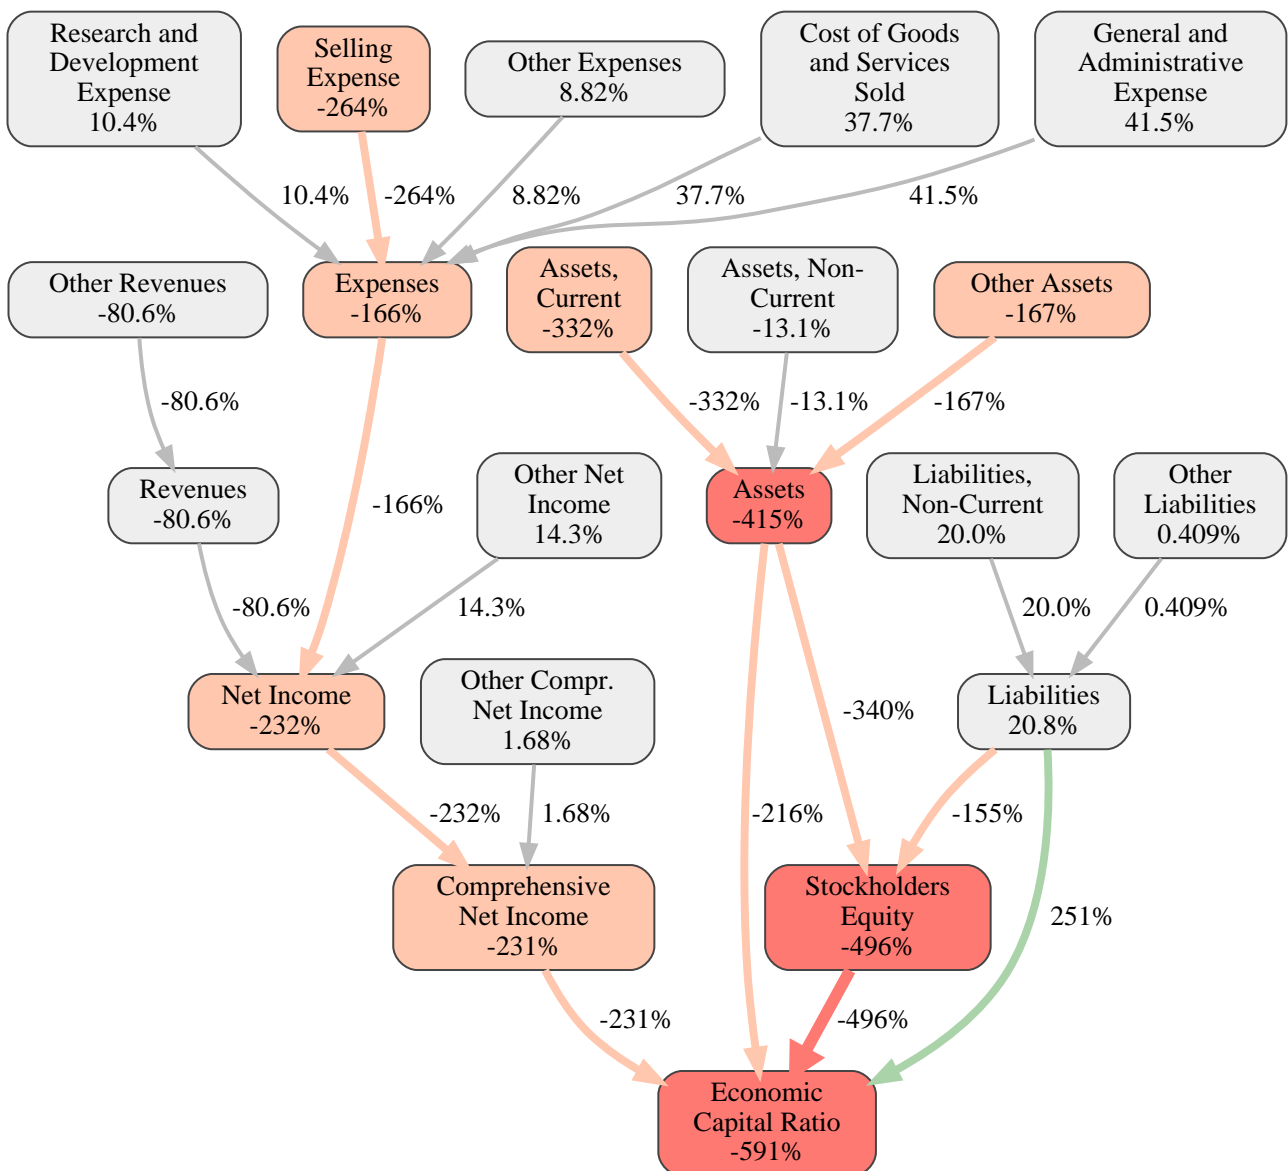 Research and
Development
Expense
10.4%
Selling
Expense
-264%
Other Expenses
8.82%
Cost of Goods
and Services
Sold
37.7%
General and
Administrative
Expense
41.5%
10.4%
-264%
8.82%
37.7%
41.5%
Other Revenues
-80.6%
Expenses
-166%
Assets,
Current
-332%
Assets, Non-
Current
-13.1%
Other Assets
-167%
-80.6%
-332%
-13.1%
-167%
Revenues
-80.6%
-166%
Other Net
Income
14.3%
Assets
-415%
Liabilities,
Non-Current
20.0%
Other
Liabilities
0.409%
-80.6%
14.3%
20.0%
0.409%
Net Income
-232%
Other Compr.
Net Income
1.68%
-340%
Liabilities
20.8%
-232%
1.68%
-216%
-155%
Comprehensive
Net Income
-231%
Stockholders
Equity
-496%
251%
-231%
-496%
Economic
Capital Ratio
-591%